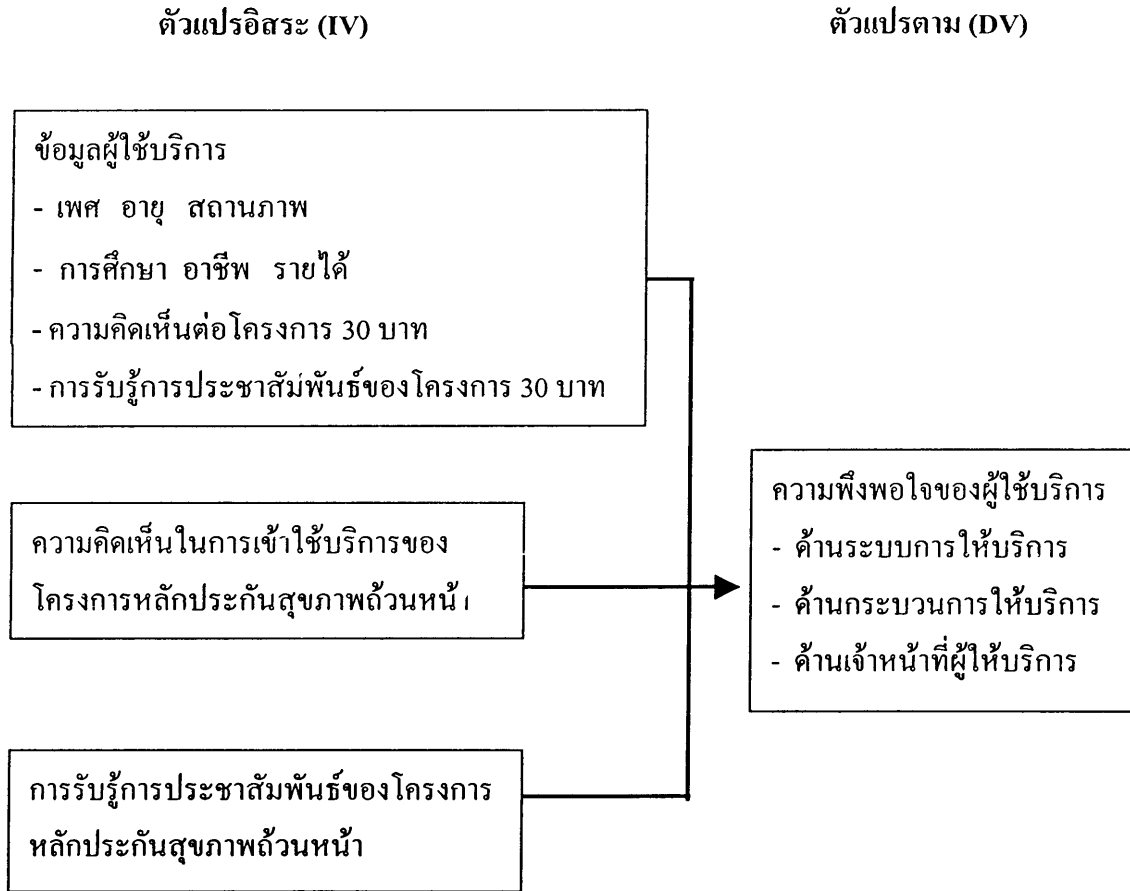 ตัวแปรอิสระ (IV)
ตัวแปรตาม (DV)
ข้อมูลผู้ใช้บริการ
- เพศ อายุ สถานภาพ
- การศึกษา อาชีพ รายได้
- ความคิดเห็นต่อโครงการ 30 บาท
- การรับรู้การประชาสัมพันธ์ของโครงการ 30 บาท
ความคิดเห็นในการเข้าใช้บริการของ
โครงการหลักประกันสุขภาพถ้วนหน้า
การรับรู้การประชาสัมพันธ์ของโครงการ
หลักประกันสุขภาพถ้วนหน้า
ความพึงพอใจของผู้ใช้บริการ
- ด้านระบบการให้บริการ
- ด้านกระบวนการให้บริการ
- ด้านเจ้าหน้าที่ผู้ให้บริการ